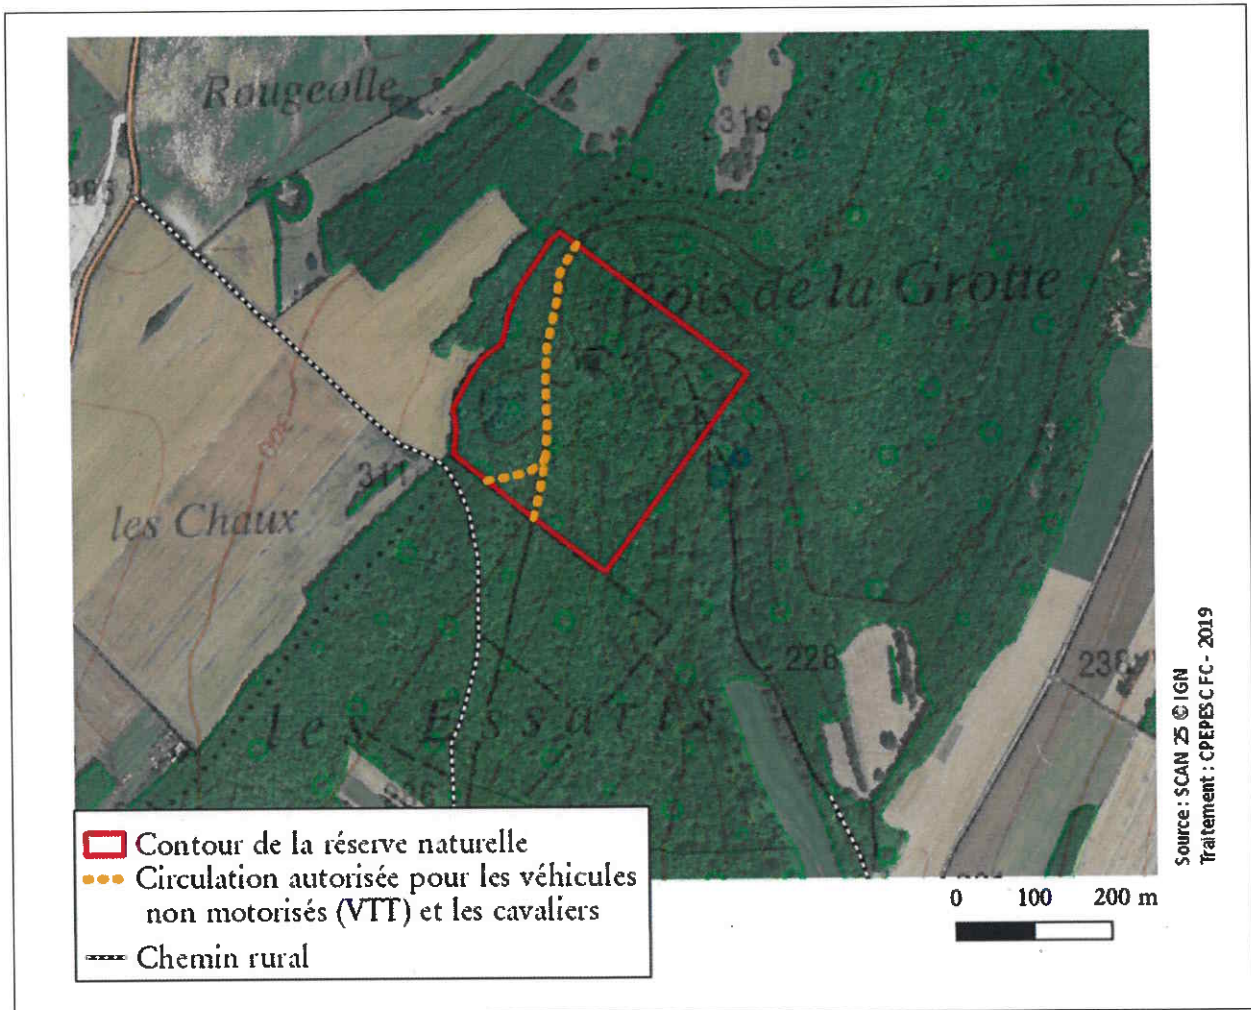 Rougeolle
319
Bois de la Grotte
300
311
les Chaux
228
les Essarts
Contour de la réserve naturelle
Circulation autorisée pour les véhicules
non motorisés (VTT) et les cavaliers
Chemin rural
0 100 200 m
Source : SCAN 25 © IGN
Traitement : CPEPESC FC - 2019